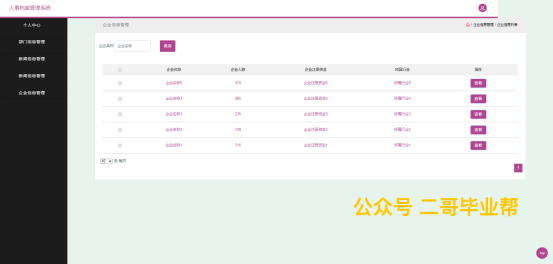 人事档案管理系统
个人中心
部门信息管理
新闻信息管理
新闻信息管理
企业信息管理
企业信息管理
企业信息管理 / 企业信息列表
企业名称 企业名称 查询
企业名称 企业人数 企业注册资金 所属行业 操作
企业名称5 企业注册资金5 所属行业5 查看
企业名称4 企业注册资金4 所属行业4 查看
企业名称3 企业注册资金3 所属行业3 查看
企业名称2 企业注册资金2 所属行业2 查看
企业名称1 企业注册资金1 所属行业1 查看
条 每页
1
公众号 二哥毕业帮
Top